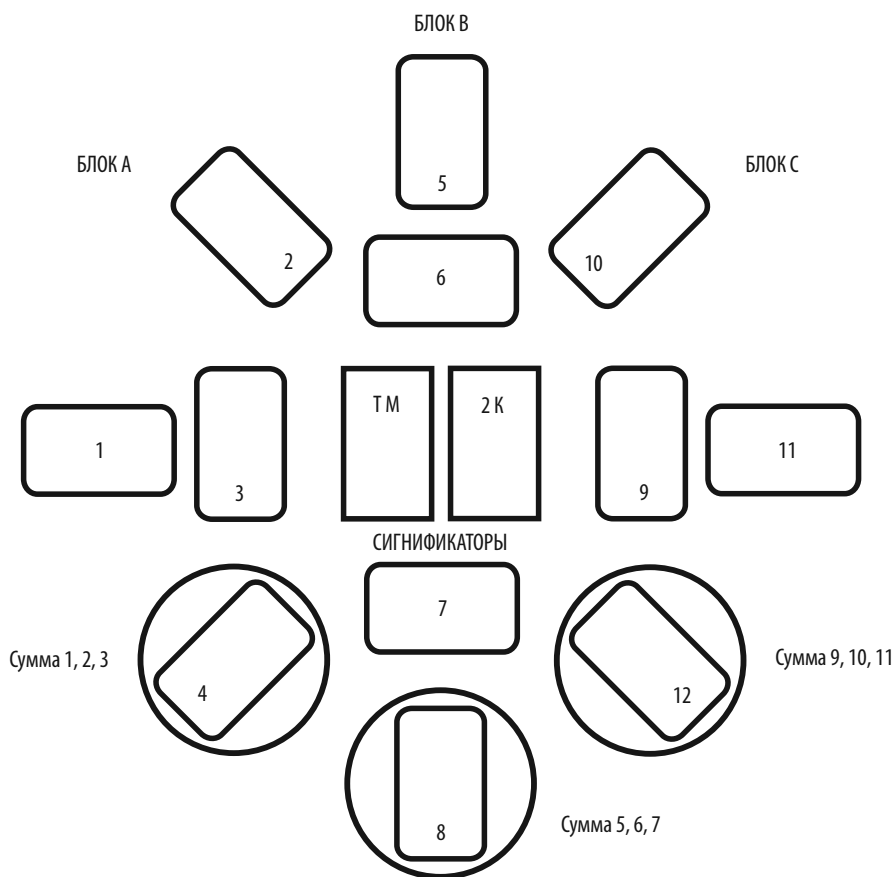 БЛОК В
БЛОК А
БЛОК С
5
2
6
10
Т М
2 К
1
3
9
11
СИГНИФИКАТОРЫ
7
Сумма 1, 2, 3
4
12
Сумма 9, 10, 11
8
Сумма 5, 6, 7